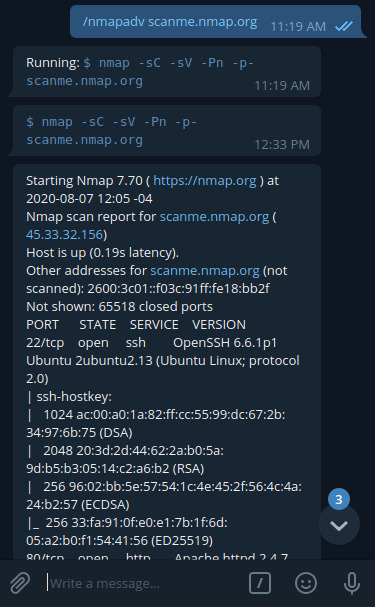 /nmapadv scanme.nmap.org
11:19 AM
Running: $ nmap -sC -sV -Pn -p-
scanme.nmap.org
11:19 AM
$ nmap -sC -sV -Pn -p-
scanme.nmap.org
12:33 PM
Starting Nmap 7.70 ( https://nmap.org ) at
2020-08-07 12:05 -04
Nmap scan report for scanme.nmap.org (
45.33.32.156)
Host is up (0.19s latency).
Other addresses for scanme.nmap.org (not
scanned): 2600:3c01::f03c:91ff:fe18:bb2f
Not shown: 65518 closed ports
PORT STATE SERVICE VERSION
22/tcp open ssh OpenSSH 6.6.1p1
Ubuntu 2ubuntu2.13 (Ubuntu Linux; protocol
2.0)
| ssh-hostkey:
| 1024 ac:00:a0:1a:82:ff:cc:55:99:dc:67:2b:
34:97:6b:75 (DSA)
| 2048 20:3d:2d:44:62:2a:b0:5a:
9d:b5:b3:05:14:c2:a6:b2 (RSA)
| 256 96:02:bb:5e:57:54:1c:4e:45:2f:56:4c:4a:
24:b2:57 (ECDSA)
|_ 256 33:fa:91:0f:e0:e1:7b:1f:6d:
05:a2:b0:f1:54:41:56 (ED25519)
80/tcp open http Apache httpd 2.4.7
3
Write a message...